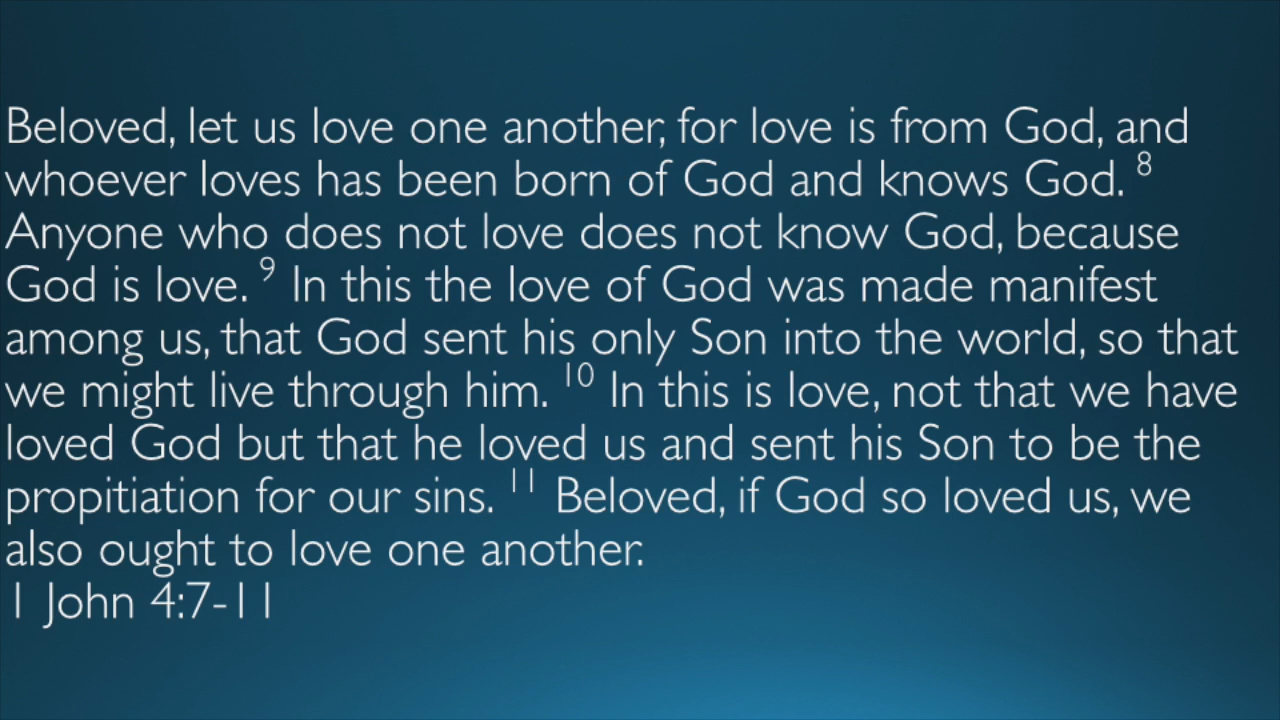 Beloved, let us love one another, for love is from God, and
whoever loves has been born of God and knows God. 8
Anyone who does not love does not know God, because
God is love. 9 In this the love of God was made manifest
among us, that God sent his only Son into the world, so that
we might live through him. 10 In this is love, not that we have
loved God but that he loved us and sent his Son to be the
propitiation for our sins. 11 Beloved, if God so loved us, we
also ought to love one another.
1 John 4:7-11